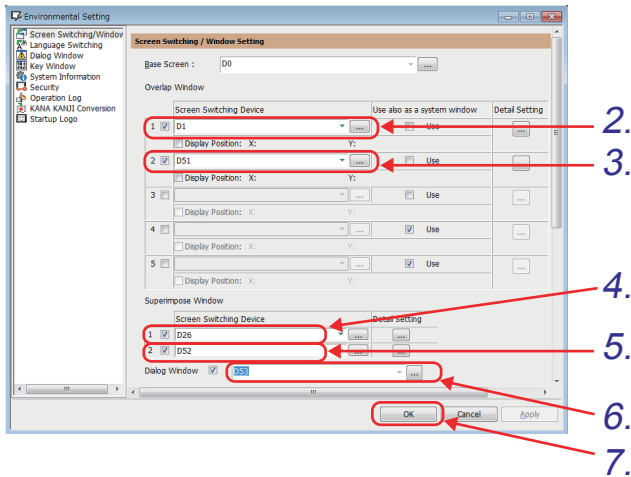 Environmental Setting
Screen Switching/Window
Language Switching
Dialog Window
Key Window
System Information
Security
Operation Log
KANA KANJI Conversion
Startup Logo
Screen Switching / Window Setting
Base Screen : D0 ...
Overlap Window
Screen Switching Device Use also as a system window Detail Setting
1 D1 ... Use ... 2.
Display Position: X: Y:
2 D51 ... Use 3.
Display Position: X: Y:
3 ... Use ...
Display Position: X: Y:
4 ... Use ...
Display Position: X: Y:
5 ... Use ...
Display Position: X: Y:
Superimpose Window 4.
Screen Switching Device Detail Setting
1 D26 ... ...
2 D52 ... ... 5.
Dialog Window D53 ...
OK Cancel Apply 6.
7.